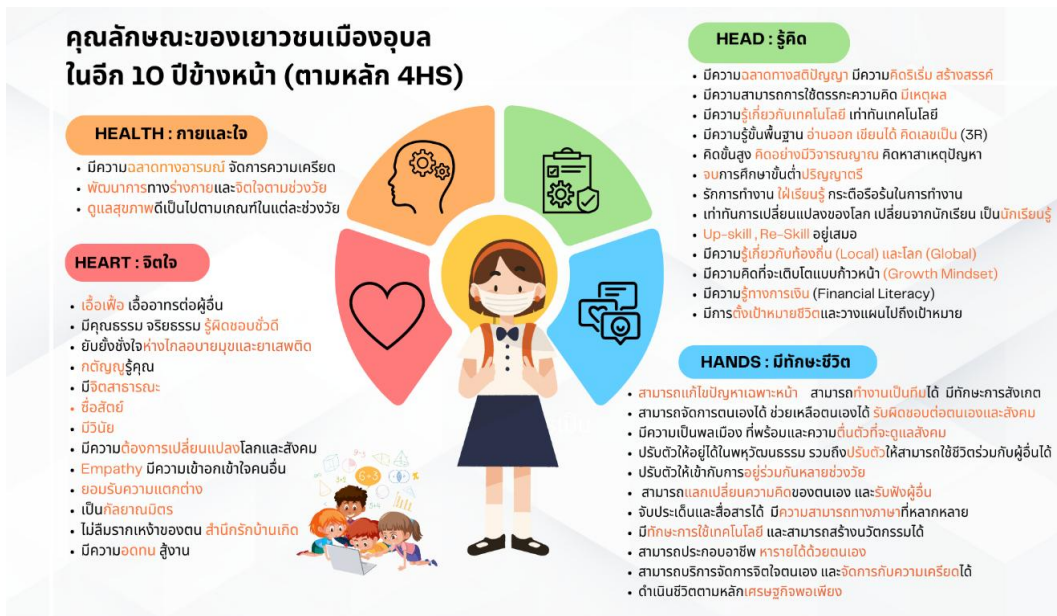 คุณลักษณะของเยาวชนเมืองอุบล
ในอีก 10 ปีข้างหน้า (ตามหลัก 4HS)
HEALTH : กายและใจ
• มีความฉลาดทางอารมณ์ จัดการความเครียด
• พัฒนาการทางร่างกายและจิตใจตามช่วงวัย
• ดูแลสุขภาพดีเป็นไปตามเกณฑ์ในแต่ละช่วงวัย
HEART : จิตใจ
• เอื้อเฟื้อ เอื้ออาทรต่อผู้อื่น
• มีคุณธรรม จริยธรรม รู้ผิดชอบชั่วดี
• ยับยั้งชั่งใจห่างไกลอบายมุขและยาเสพติด
• กตัญญูรู้คุณ
• มีจิตสาธารณะ
• ซื่อสัตย์
• มีวินัย
• มีความต้องการเปลี่ยนแปลงโลกและสังคม
• Empathy มีความเข้าอกเข้าใจคนอื่น
• ยอมรับความแตกต่าง
• เป็นกัลยาณมิตร
• ไม่ลืมรากเหง้าของตน สำนึกรักบ้านเกิด
• มีความอดทน สู้งาน
HEAD : รู้คิด
• มีความฉลาดทางสติปัญญา มีความคิดริเริ่ม สร้างสรรค์
• มีความสามารถการใช้ตรรกะความคิด มีเหตุผล
• มีความรู้เกี่ยวกับเทคโนโลยี เท่าทันเทคโนโลยี
• มีความรู้ขั้นพื้นฐาน อ่านออก เขียนได้ คิดเลขเป็น (3R)
• คิดขั้นสูง คิดอย่างมีวิจารณญาณ คิดหาสาเหตุปัญหา
• จบการศึกษาขั้นต่ำปริญญาตรี
• รักการทำงาน ใฝ่เรียนรู้ กระตือรือร้นในการทำงาน
• เท่าทันการเปลี่ยนแปลงของโลก เปลี่ยนจากนักเรียน เป็นนักเรียนรู้
• Up-skill , Re-Skill อยู่เสมอ
• มีความรู้เกี่ยวกับท้องถิ่น (Local) และโลก (Global)
• มีความคิดที่จะเติบโตแบบก้าวหน้า (Growth Mindset)
• มีความรู้ทางการเงิน (Financial Literacy)
• มีการตั้งเป้าหมายชีวิตและวางแผนไปถึงเป้าหมาย
HANDS : มีทักษะชีวิต
• สามารถแก้ไขปัญหาเฉพาะหน้า สามารถทำงานเป็นทีมได้ มีทักษะการสังเกต
• สามารถจัดการตนเองได้ ช่วยเหลือตนเองได้ รับผิดชอบต่อตนเองและสังคม
• มีความเป็นพลเมือง ที่พร้อมและความตื่นตัวที่จะดูแลสังคม
• ปรับตัวให้อยู่ได้ในพหุวัฒนธรรม รวมถึงปรับตัวให้สามารถใช้ชีวิตร่วมกับผู้อื่นได้
• ปรับตัวให้เข้ากับการอยู่ร่วมกับหลายช่วงวัย
• สามารถแลกเปลี่ยนความคิดของตนเอง และรับฟังผู้อื่น
• จับประเด็นและสื่อสารได้ มีความสามารถทางภาษาที่หลากหลาย
• มีทักษะการใช้เทคโนโลยี และสามารถสร้างนวัตกรรมได้
• สามารถประกอบอาชีพ หารายได้ด้วยตนเอง
• สามารถบริการจัดการจิตใจตนเอง และจัดการกับความเครียดได้
• ดำเนินชีวิตตามหลักเศรษฐกิจพอเพียง